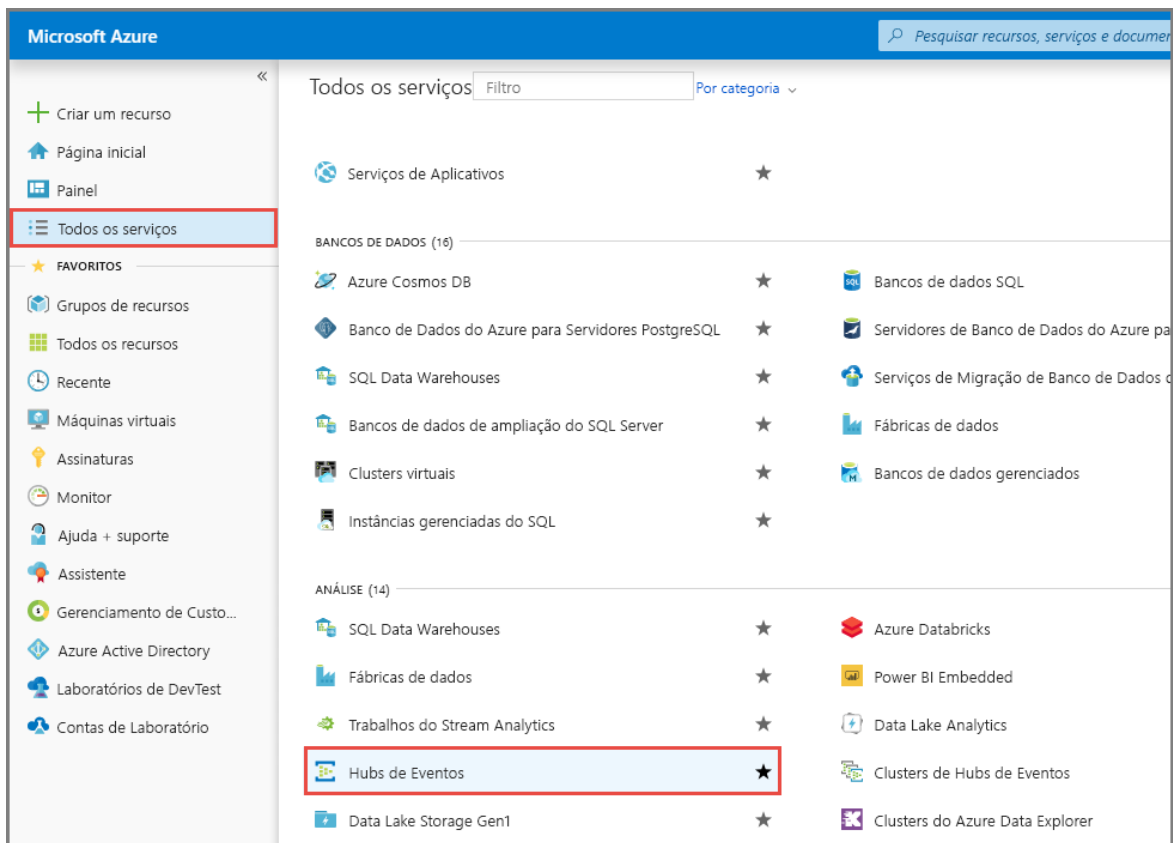 Microsoft Azure
Pesquisar recursos, serviços e
«
Criar um recurso
Página inicial
Painel
Todos os serviços
FAVORITOS
Grupos de recursos
Todos os recursos
Recente
Máquinas virtuais
Assinaturas
Monitor
Ajuda + suporte
Assistente
Gerenciamento de Custo...
Azure Active Directory
Laboratórios de DevTest
Contas de Laboratório
Todos os serviços Filtro Por categoria
Serviços de Aplicativos
BANCOS DE DADOS (16)
Azure Cosmos DB Bancos de dados SQL
Banco de Dados do Azure para Servidores PostgreSQL Servidores de Banco de Dados do Azure pa
SQL Data Warehouses Serviços de Migração de Banco de Dados
Bancos de dados de ampliação do SQL Server Fábricas de dados
Clusters virtuais Bancos de dados gerenciados
Instâncias gerenciadas do SQL
ANÁLISE (14)
SQL Data Warehouses Azure Databricks
Fábricas de dados Power BI Embedded
Trabalhos do Stream Analytics Data Lake Analytics
Hubs de Eventos Clusters de Hubs de Eventos
Data Lake Storage Gen1 Clusters do Azure Data Explorer